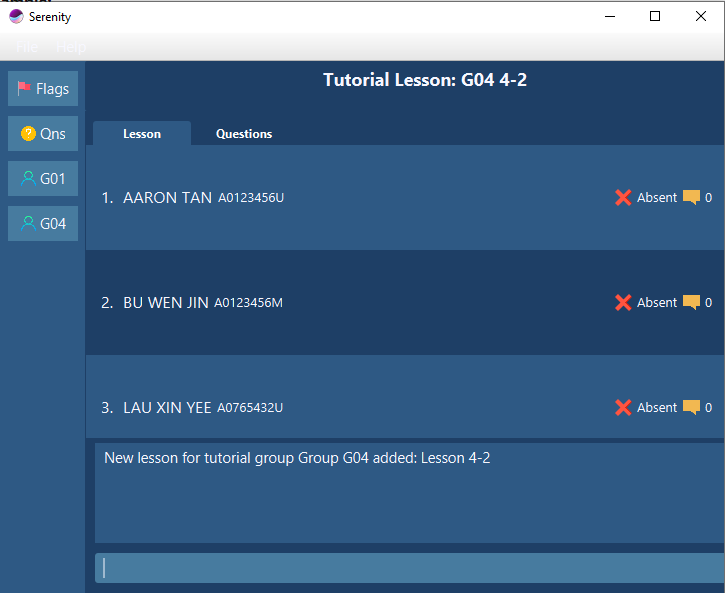 Serenity
File Help
Flags
Qns
G01
G04
Tutorial Lesson: G04 4-2
Lesson Questions
1. AARON TAN A0123456U Absent 0
2. BU WEN JIN A0123456M Absent 0
3. LAU XIN YEE A0765432U Absent 0
New lesson for tutorial group Group G04 added: Lesson 4-2